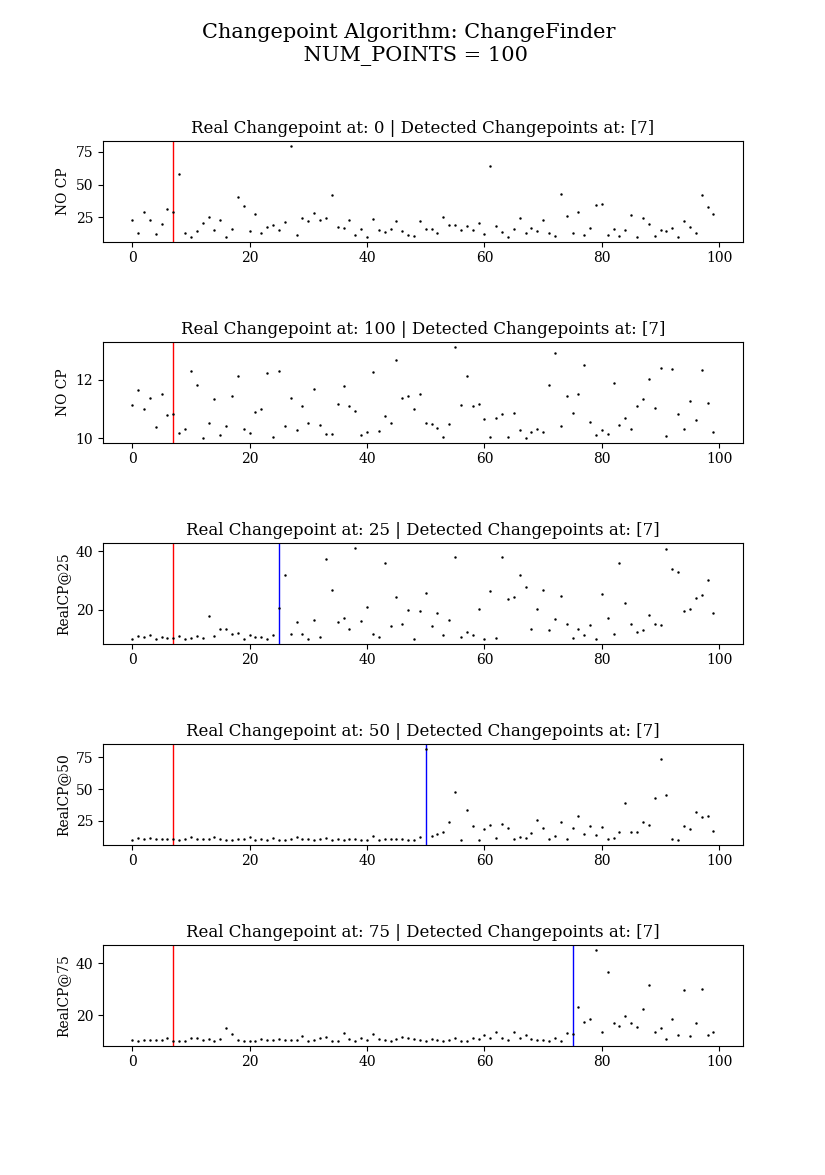 Changepoint Algorithm: ChangeFinder
NUM_POINTS = 100
Real Changepoint at: 0 | Detected Changepoints at: [7]
NO CP
75
50
25
0 20 40 60 80 100
Real Changepoint at: 100 | Detected Changepoints at: [7]
NO CP
12
10
0 20 40 60 80 100
Real Changepoint at: 25 | Detected Changepoints at: [7]
RealCP@25
40
20
0 20 40 60 80 100
Real Changepoint at: 50 | Detected Changepoints at: [7]
RealCP@50
75
50
25
0 20 40 60 80 100
Real Changepoint at: 75 | Detected Changepoints at: [7]
RealCP@75
40
20
0 20 40 60 80 100